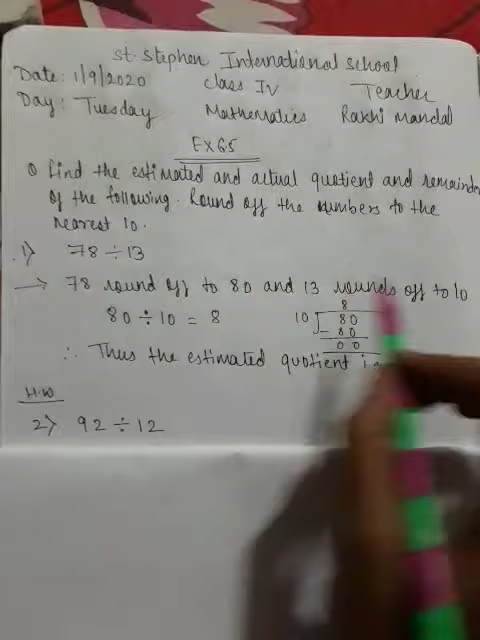 St. Stephen International School
Date: 1/9/2020 Class IV Teacher
Day: Tuesday Mathematics Rakhi Mandal
EX 6.5
Q Find the estimated and actual quotient and remainde
of the following. Round off the numbers to the
nearest 10.
1) 78 ÷ 13
→ 78 round off to 80 and 13 rounds off to 10
80 ÷ 10 = 8
8
10 80
- 80
00
∴ Thus the estimated quotient i
H.W
2) 92 ÷ 12